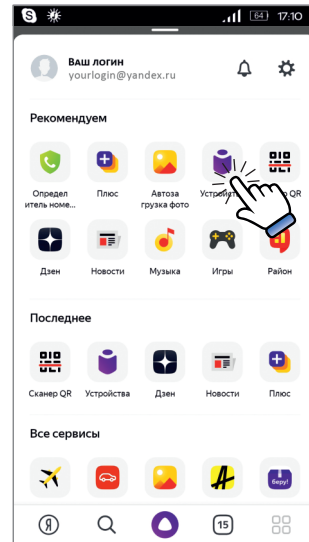 S 64 17:10
Ваш логин
yourlogin@yandex.ru
Рекомендуем
Определ
итель номе...
Плюс
Автоза
грузка фото
QR
Дзен
Новости
Музыка
Игры
Район
Последнее
Сканер QR
Устройства
Дзен
Новости
Плюс
Все сервисы
беру!
Я
15